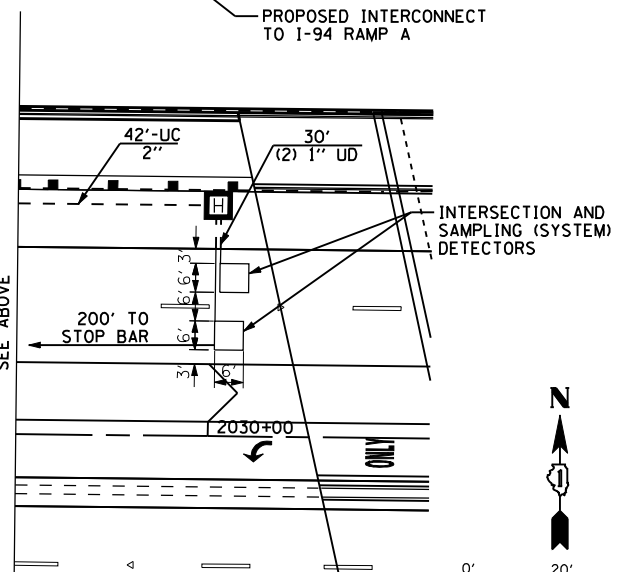 PROPOSED INTERCONNECT
TO I-94 RAMP A
42'-UC
2"
30'
(2) 1" UD
H
INTERSECTION AND
SAMPLING (SYSTEM)
DETECTORS
3'
6'
6'
6'
3'
6'
200' TO
STOP BAR
SEE ABOVE
2030+00
ONLY
N
1
0'
20'